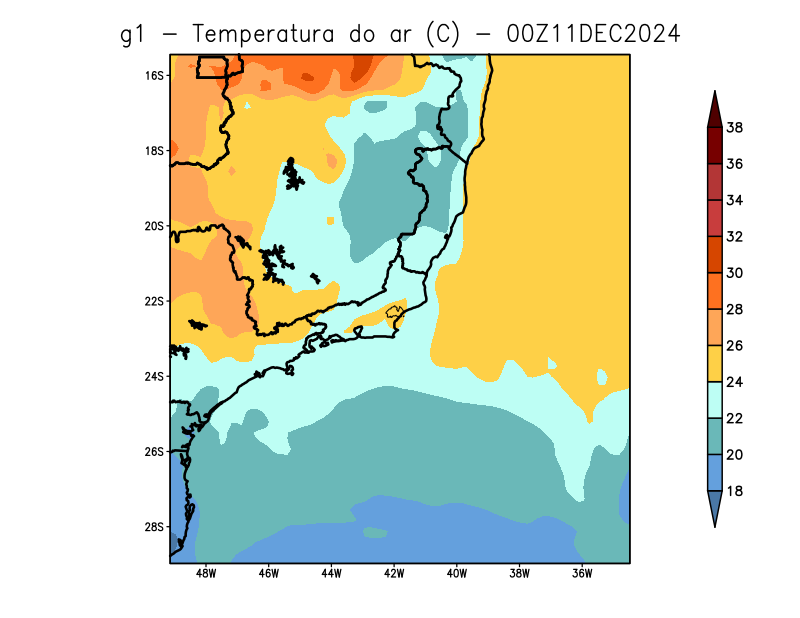 g1 – Temperatura do ar (C) – 00Z11DEC2024
16S
18S
20S
22S
24S
26S
28S
48W 46W 44W 42W 40W 38W 36W
38
36
34
32
30
28
26
24
22
20
18